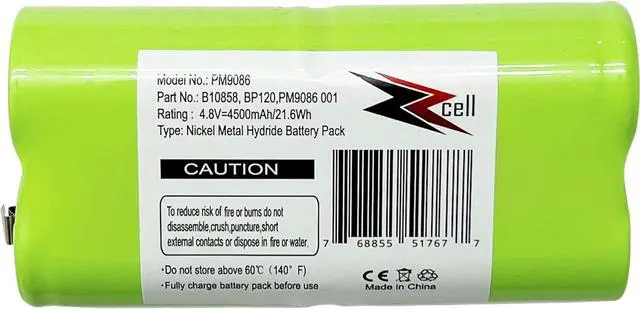 Model No.: PM9086
Part No.: B10858, BP120,PM9086 001
Rating : 4.8V=4500mAh/21.6Wh
Type: Nickel Metal Hydride Battery Pack
Zcell
CAUTION
To reduce risk of fire or burns do not
disassemble,crush,puncture,short
external contacts or dispose in fire or water.
7 68855 51767 7
·Do not store above 60℃ (140° F)
·Fully charge battery pack before use
CE
Made in China